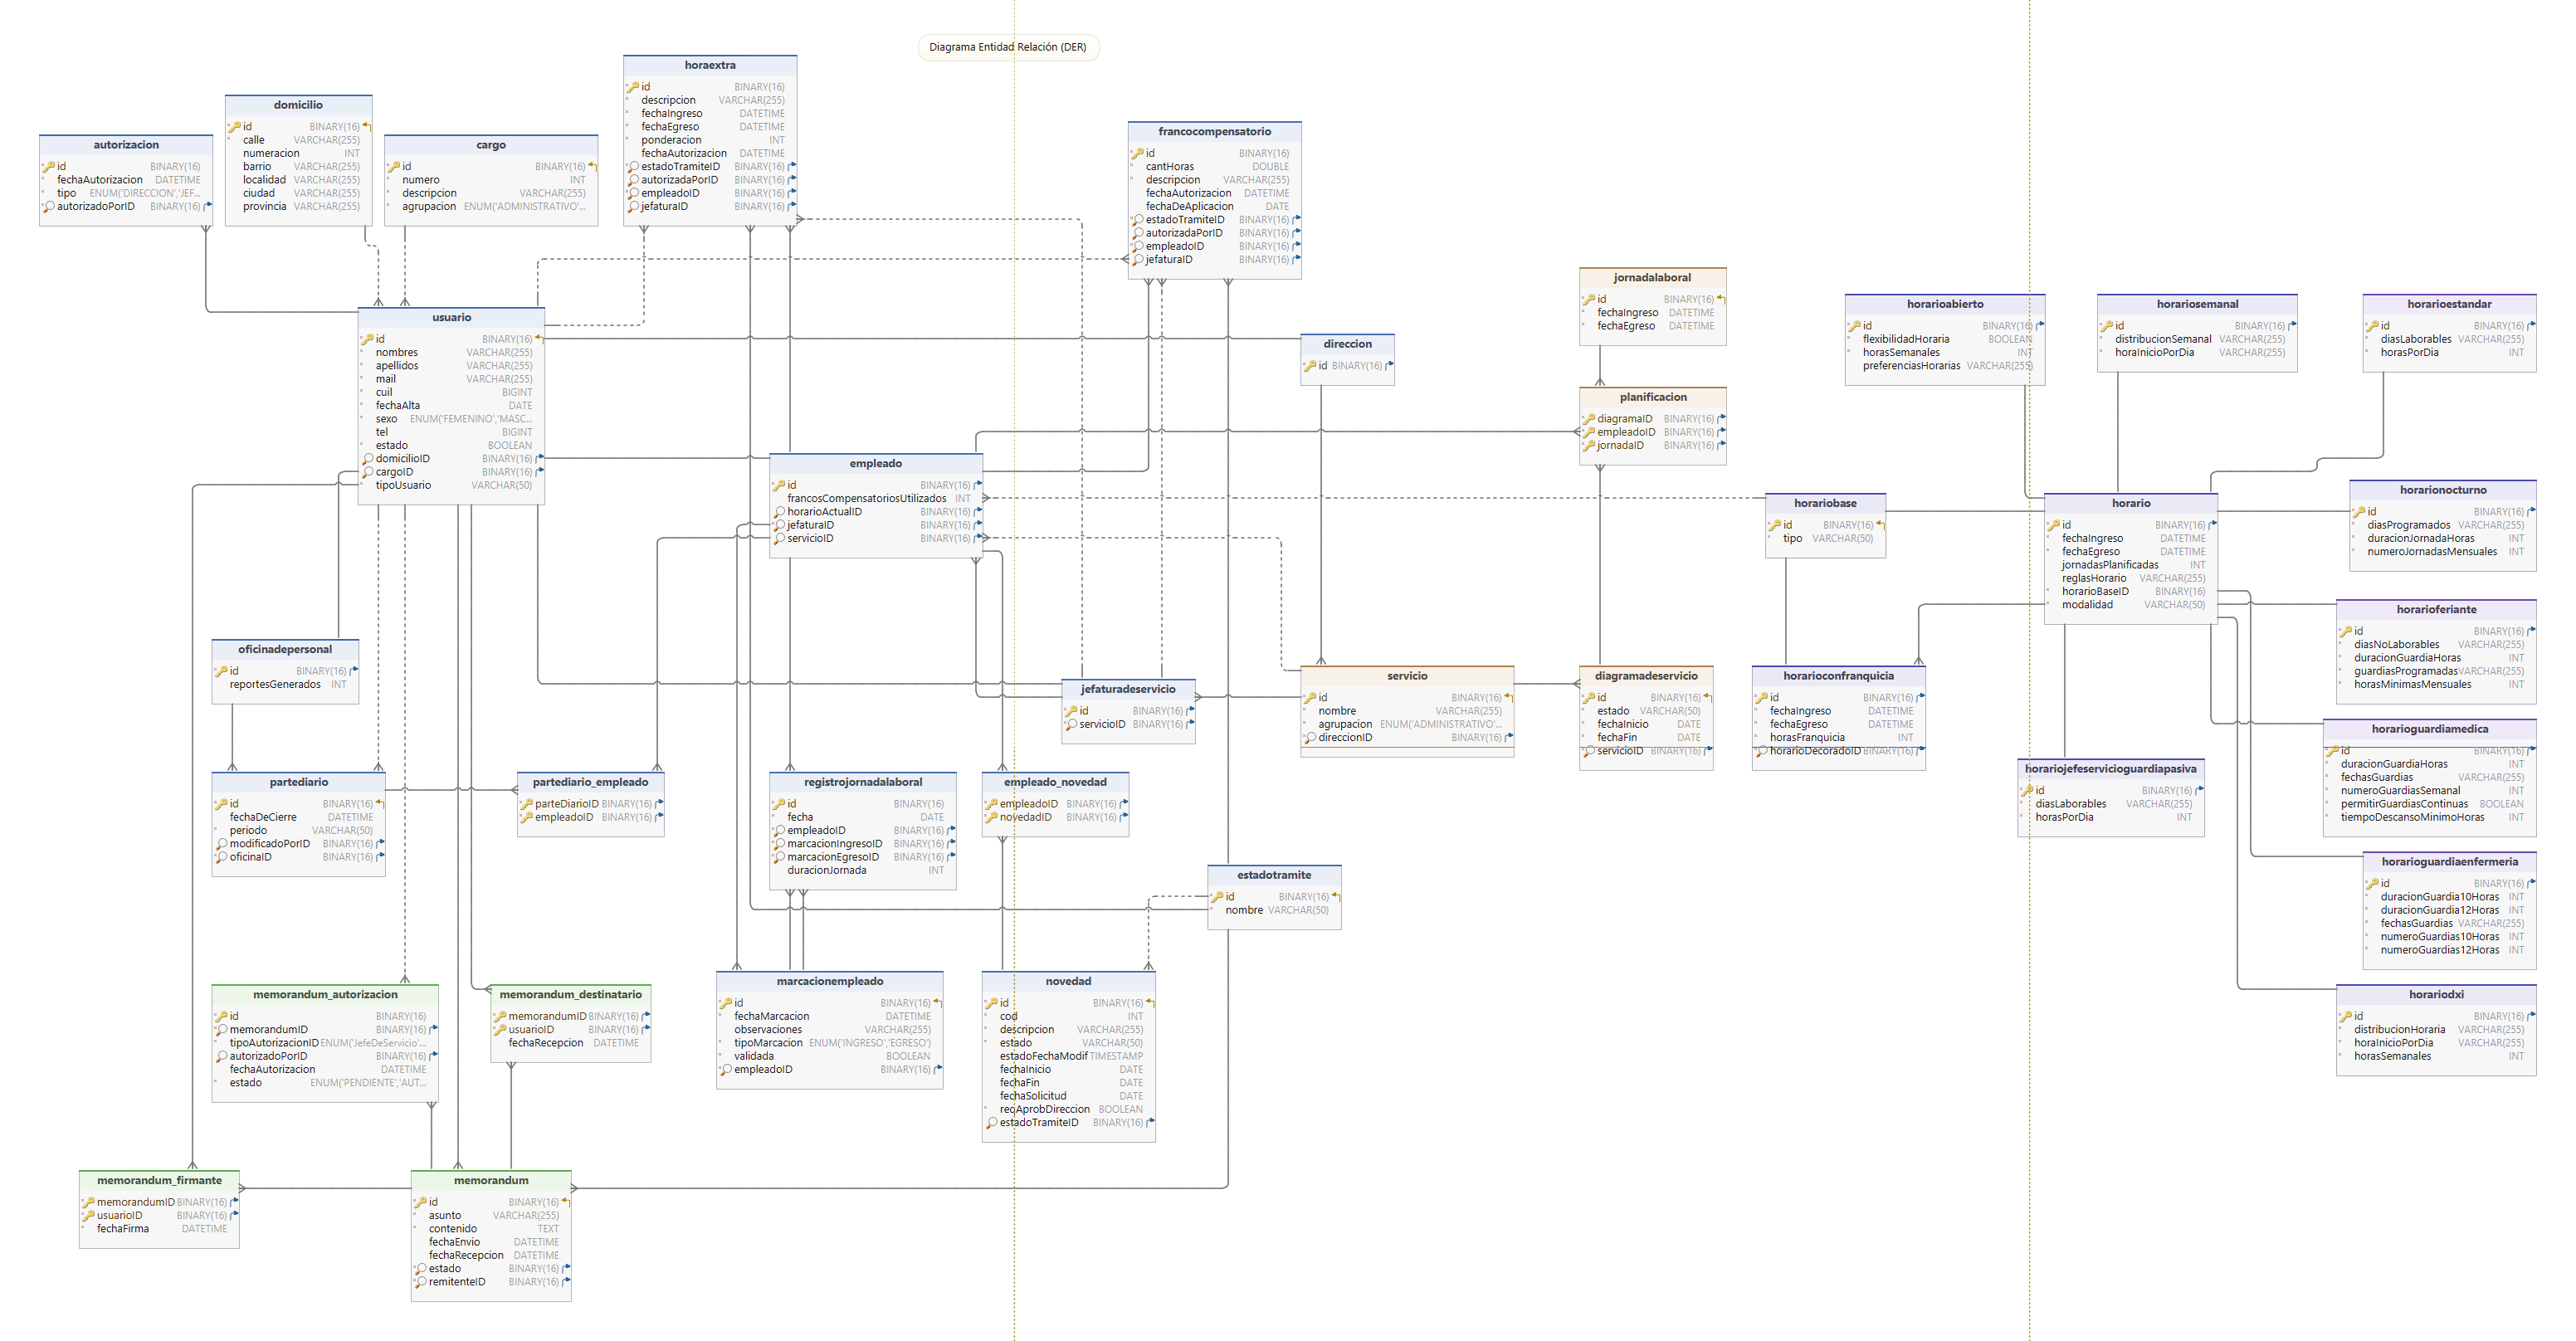 Diagrama Entidad Relación (DER)
horaextra
id BINARY(16)
descripcion VARCHAR(255)
fechaIngreso DATETIME
fechaEgreso DATETIME
ponderacion INT
fechaAutorizacion DATETIME
estadoTramiteID BINARY(16)
autorizadaPorID BINARY(16)
empleadoID BINARY(16)
jefaturaID BINARY(16)
domicilio
id BINARY(16)
calle VARCHAR(255)
numeracion INT
barrio VARCHAR(255)
localidad VARCHAR(255)
ciudad VARCHAR(255)
provincia VARCHAR(255)
autorizacion
id BINARY(16)
fechaAutorizacion DATETIME
tipo ENUM('DIRECCION','JEF...
autorizadoPorID BINARY(16)
cargo
id BINARY(16)
numero INT
descripcion VARCHAR(255)
agrupacion ENUM('ADMINISTRATIVO'...
francocompensatorio
id BINARY(16)
cantHoras DOUBLE
descripcion VARCHAR(255)
fechaAutorizacion DATETIME
fechaDeAplicacion DATE
estadoTramiteID BINARY(16)
autorizadaPorID BINARY(16)
empleadoID BINARY(16)
jefaturaID BINARY(16)
jornadalaboral
id BINARY(16)
fechaIngreso DATETIME
fechaEgreso DATETIME
horarioabierto
id BINARY(16)
flexibilidadHoraria BOOLEAN
horasSemanales INT
preferenciasHorarias VARCHAR(255)
horariosemanal
id BINARY(16)
distribucionSemanal VARCHAR(255)
horaInicioPorDia VARCHAR(255)
horarioestandar
id BINARY(16)
diasLaborables VARCHAR(255)
horasPorDia INT
usuario
id BINARY(16)
nombres VARCHAR(255)
apellidos VARCHAR(255)
mail VARCHAR(255)
cuil BIGINT
fechaAlta DATE
sexo ENUM('FEMENINO','MASC...
tel BIGINT
estado BOOLEAN
domicilioID BINARY(16)
cargoID BINARY(16)
tipoUsuario VARCHAR(50)
direccion
id BINARY(16)
planificacion
diagramaID BINARY(16)
empleadoID BINARY(16)
jornadaID BINARY(16)
empleado
id BINARY(16)
francosCompensatoriosUtilizados INT
horarioActualID BINARY(16)
jefaturaID BINARY(16)
servicioID BINARY(16)
horariobase
id BINARY(16)
tipo VARCHAR(50)
horario
id BINARY(16)
fechaIngreso DATETIME
fechaEgreso DATETIME
jornadasPlanificadas INT
reglasHorario VARCHAR(255)
horarioBaseID BINARY(16)
modalidad VARCHAR(50)
horarionocturno
id BINARY(16)
diasProgramados VARCHAR(255)
duracionJornadaHoras INT
numeroJornadasMensuales INT
horarioferiante
id BINARY(16)
diasNoLaborables VARCHAR(255)
duracionGuardiaHoras INT
guardiasProgramadas VARCHAR(255)
horasMinimasMensuales INT
oficinadepersonal
id BINARY(16)
reportesGenerados INT
jefaturadeservicio
id BINARY(16)
servicioID BINARY(16)
servicio
id BINARY(16)
nombre VARCHAR(255)
agrupacion ENUM('ADMINISTRATIVO'...
direccionID BINARY(16)
diagramadeservicio
id BINARY(16)
estado VARCHAR(50)
fechaInicio DATE
fechaFin DATE
servicioID BINARY(16)
horarioconfranquicia
id BINARY(16)
fechaIngreso DATETIME
fechaEgreso DATETIME
horasFranquicia INT
horarioDecoradoID BINARY(16)
horarioguardiamedica
id BINARY(16)
duracionGuardiaHoras INT
fechasGuardias VARCHAR(255)
numeroGuardiasSemanal INT
permitirGuardiasContinuas BOOLEAN
tiempoDescansoMinimoHoras INT
horariojefeservicioguardiapasiva
id BINARY(16)
diasLaborables VARCHAR(255)
horasPorDia INT
partediario
id BINARY(16)
fechaDeCierre DATETIME
periodo VARCHAR(50)
modificadoPorID BINARY(16)
oficinaID BINARY(16)
partediario_empleado
parteDiarioID BINARY(16)
empleadoID BINARY(16)
registrojornadalaboral
id BINARY(16)
fecha DATE
empleadoID BINARY(16)
marcacionIngresoID BINARY(16)
marcacionEgresoID BINARY(16)
duracionJornada INT
empleado_novedad
empleadoID BINARY(16)
novedadID BINARY(16)
estadotramite
id BINARY(16)
nombre VARCHAR(50)
horarioguardiaenfermeria
id BINARY(16)
duracionGuardia10Horas INT
duracionGuardia12Horas INT
fechasGuardias VARCHAR(255)
numeroGuardias10Horas INT
numeroGuardias12Horas INT
memorandum_autorizacion
id BINARY(16)
memorandumID BINARY(16)
tipoAutorizacionID ENUM('JefeDeServicio'...
autorizadoPorID BINARY(16)
fechaAutorizacion DATETIME
estado ENUM('PENDIENTE','AUT...
memorandum_destinatario
memorandumID BINARY(16)
usuarioID BINARY(16)
fechaRecepcion DATETIME
marcacionempleado
id BINARY(16)
fechaMarcacion DATETIME
observaciones VARCHAR(255)
tipoMarcacion ENUM('INGRESO','EGRESO')
validada BOOLEAN
empleadoID BINARY(16)
novedad
id BINARY(16)
cod INT
descripcion VARCHAR(255)
estado VARCHAR(50)
estadoFechaModif TIMESTAMP
fechaInicio DATE
fechaFin DATE
fechaSolicitud DATE
reqAprobDireccion BOOLEAN
estadoTramiteID BINARY(16)
horariodxi
id BINARY(16)
distribucionHoraria VARCHAR(255)
horaInicioPorDia VARCHAR(255)
horasSemanales INT
memorandum_firmante
memorandumID BINARY(16)
usuarioID BINARY(16)
fechaFirma DATETIME
memorandum
id BINARY(16)
asunto VARCHAR(255)
contenido TEXT
fechaEnvio DATETIME
fechaRecepcion DATETIME
estado BINARY(16)
remitenteID BINARY(16)